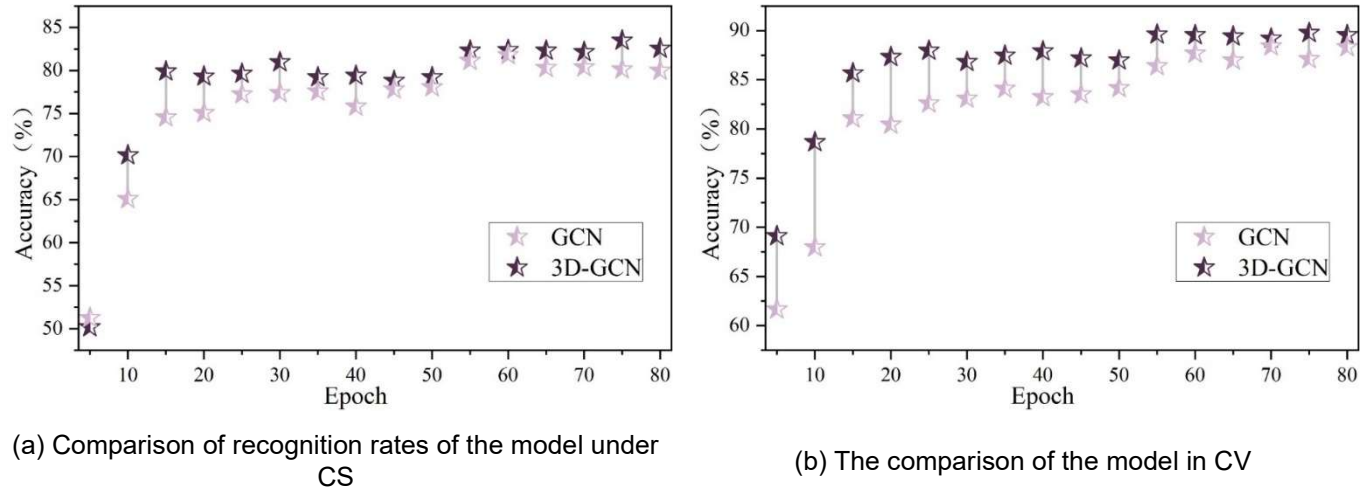 85
80
75
70
65
60
55
50
Accuracy（%）
10 20 30 40 50 60 70 80
Epoch
GCN
3D-GCN
(a) Comparison of recognition rates of the model under
CS
90
85
80
75
70
65
60
Accuracy（%）
10 20 30 40 50 60 70 80
Epoch
GCN
3D-GCN
(b) The comparison of the model in CV